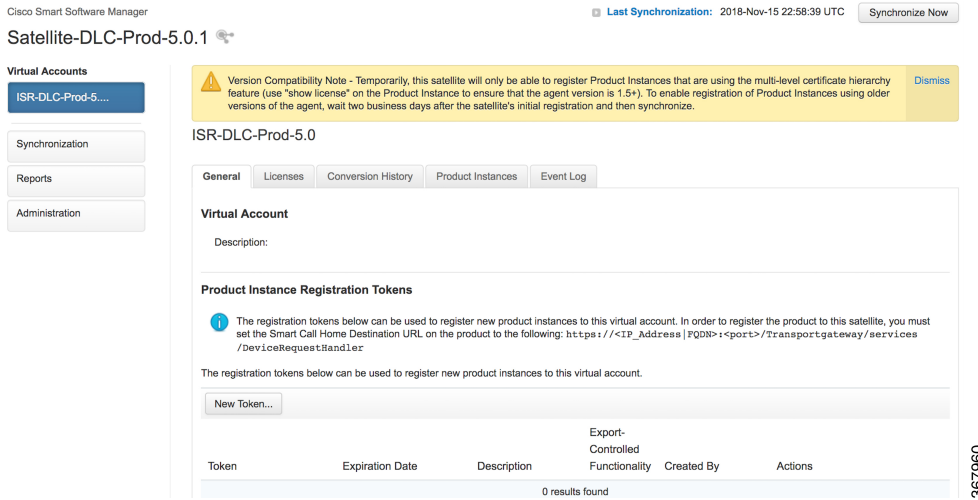 Cisco Smart Software Manager
Last Synchronization: 2018-Nov-15 22:58:39 UTC
Synchronize Now
Satellite-DLC-Prod-5.0.1
Virtual Accounts
ISR-DLC-Prod-5....
Synchronization
Reports
Administration
Version Compatibility Note - Temporarily, this satellite will only be able to register Product Instances that are using the multi-level certificate hierarchy
feature (use "show license" on the Product Instance to ensure that the agent version is 1.5+). To enable registration of Product Instances using older
versions of the agent, wait two business days after the satellite's initial registration and then synchronize.
Dismiss
ISR-DLC-Prod-5.0
General
Licenses
Conversion History
Product Instances
Event Log
Virtual Account
Description:
Product Instance Registration Tokens
The registration tokens below can be used to register new product instances to this virtual account. In order to register the product to this satellite, you must
set the Smart Call Home Destination URL on the product to the following: https://<IP_Address|FQDN>:<port>/Transportgateway/services
/DeviceRequestHandler
The registration tokens below can be used to register new product instances to this virtual account.
New Token...
Token
Expiration Date
Description
Export-
Controlled
Functionality
Created By
Actions
0 results found
367960